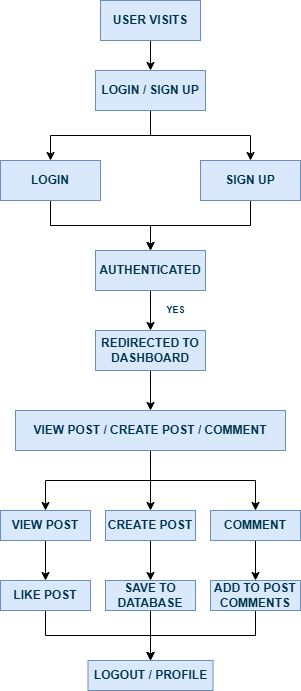 USER VISITS
LOGIN / SIGN UP
LOGIN
SIGN UP
AUTHENTICATED
YES
REDIRECTED TO
DASHBOARD
VIEW POST / CREATE POST / COMMENT
VIEW POST
CREATE POST
COMMENT
LIKE POST
SAVE TO
DATABASE
ADD TO POST
COMMENTS
LOGOUT / PROFILE